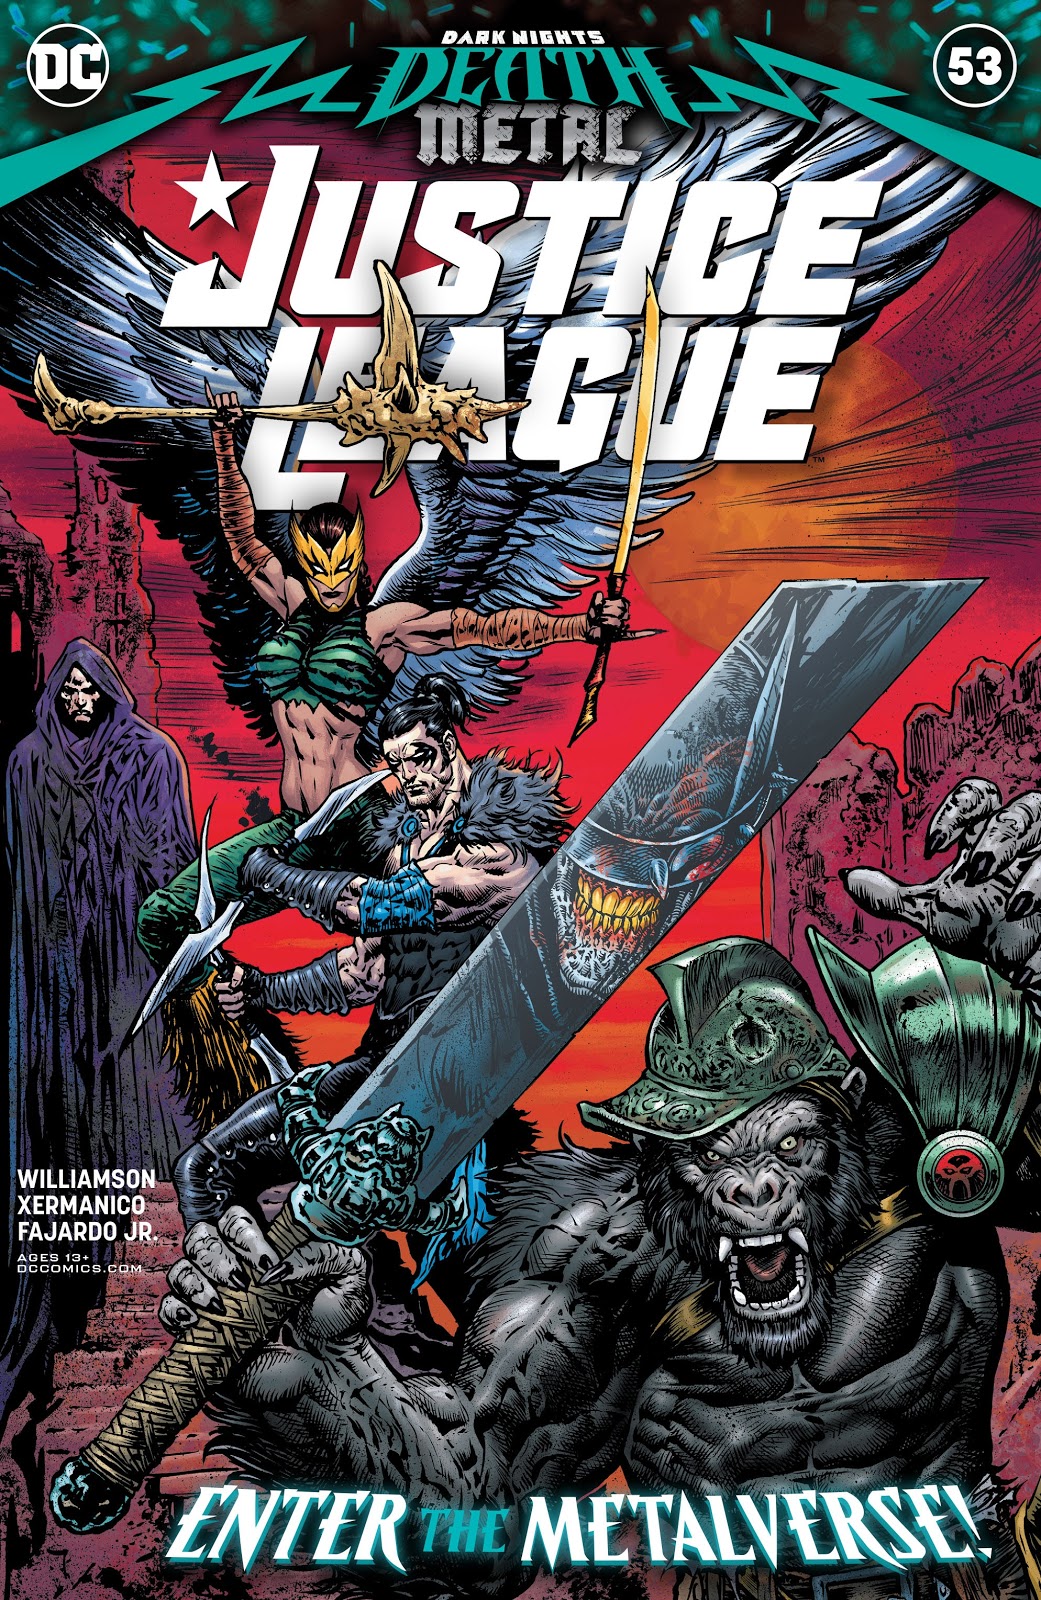 DC
DARK NIGHTS
DEATH
METAL
53
JUSTICE
LEAGUE
TM
WILLIAMSON
XERMANICO
FAJARDO JR.
AGES 13+
DCCOMICS.COM
ENTER THE METALVERSE!